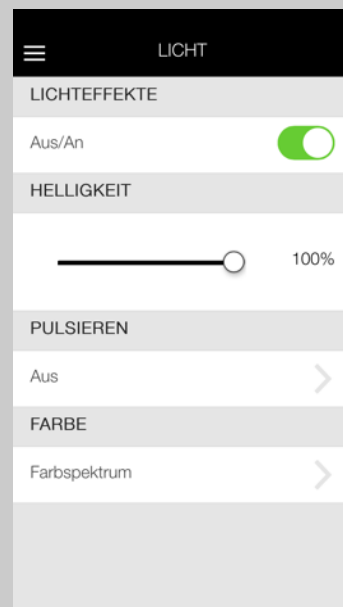 LICHT
LICHTEFFEKTE
Aus/An
HELLIGKEIT
100%
PULSIEREN
Aus
FARBE
Farbspektrum